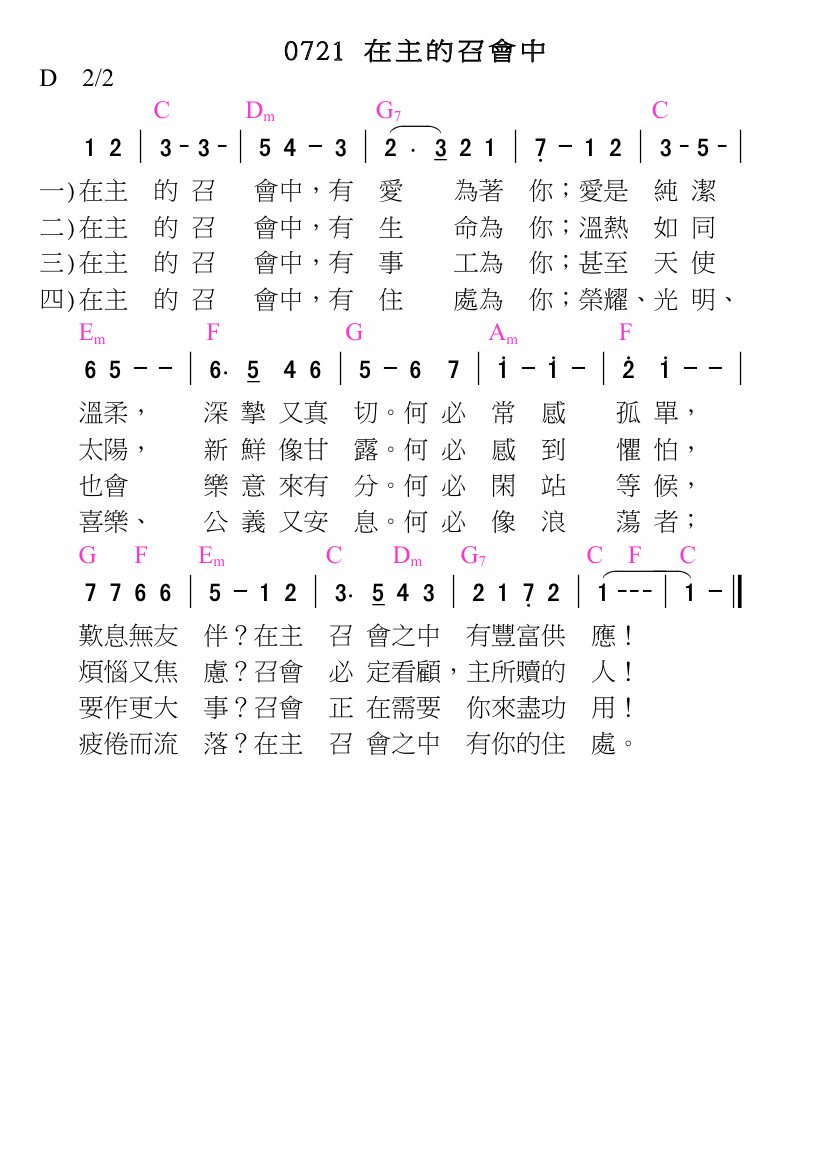 0721 在主的召會中
D 2/2
C Dm G7 C
1 2 | 3 - 3 - | 5 4 - 3 | 2 · 3 2 1 | 7̣ - 1 2 | 3 - 5 - |
一)在主 的 召 會中，有 愛 為著 你；愛是 純 潔
二)在主 的 召 會中，有 生 命為 你；溫熱 如 同
三)在主 的 召 會中，有 事 工為 你；甚至 天 使
四)在主 的 召 會中，有 住 處為 你；榮耀、光 明、
Em F G Am F
6 5 - - | 6· 5 4 6 | 5 - 6 7 | 1̇ - 1̇ - | 2̇ 1̇ - - |
溫柔， 深 摯 又真 切。何 必 常 感 孤 單，
太陽， 新 鮮 像甘 露。何 必 感 到 懼 怕，
也會 樂 意 來有 分。何 必 閑 站 等 候，
喜樂、 公 義 又安 息。何 必 像 浪 蕩 者；
G F Em C Dm G7 C F C
7 7 6 6 | 5 - 1 2 | 3· 5 4 3 | 2 1 7̣ 2 | 1 - - - | 1 - ||
歎息無友 伴？在主 召 會之中 有豐富供 應！
煩惱又焦 慮？召會 必 定看顧，主所贖的 人！
要作更大 事？召會 正 在需要 你來盡功 用！
疲倦而流 落？在主 召 會之中 有你的住 處。